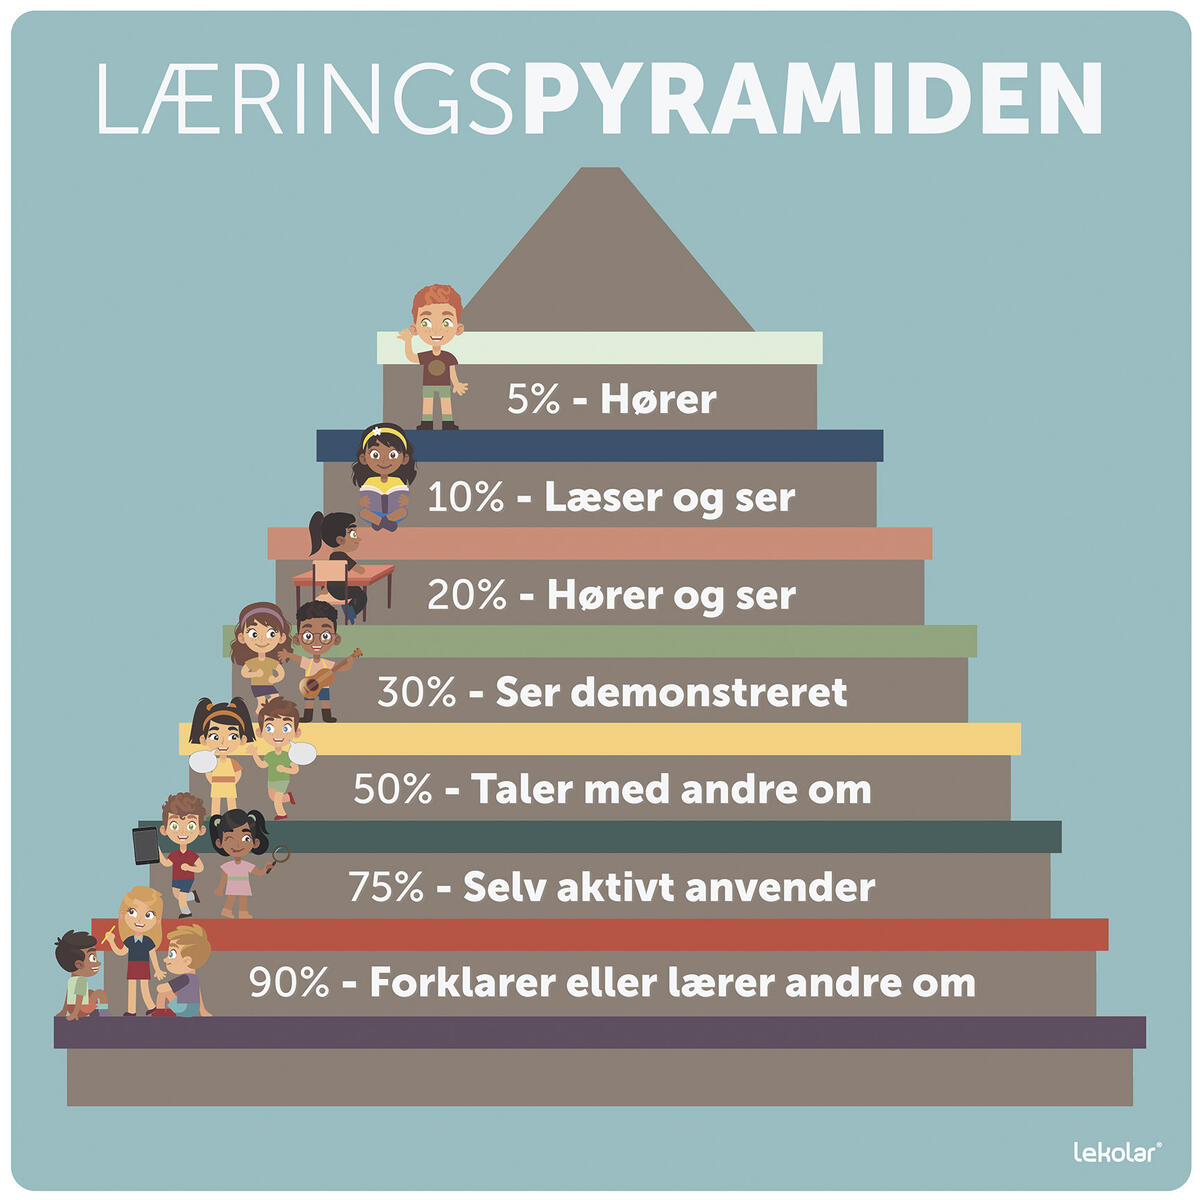 LÆRINGSPYRAMIDEN
5% - Hører
10% - Læser og ser
20% - Hører og ser
30% - Ser demonstreret
50% - Taler med andre om
75% - Selv aktivt anvender
90% - Forklarer eller lærer andre om
lekolar®